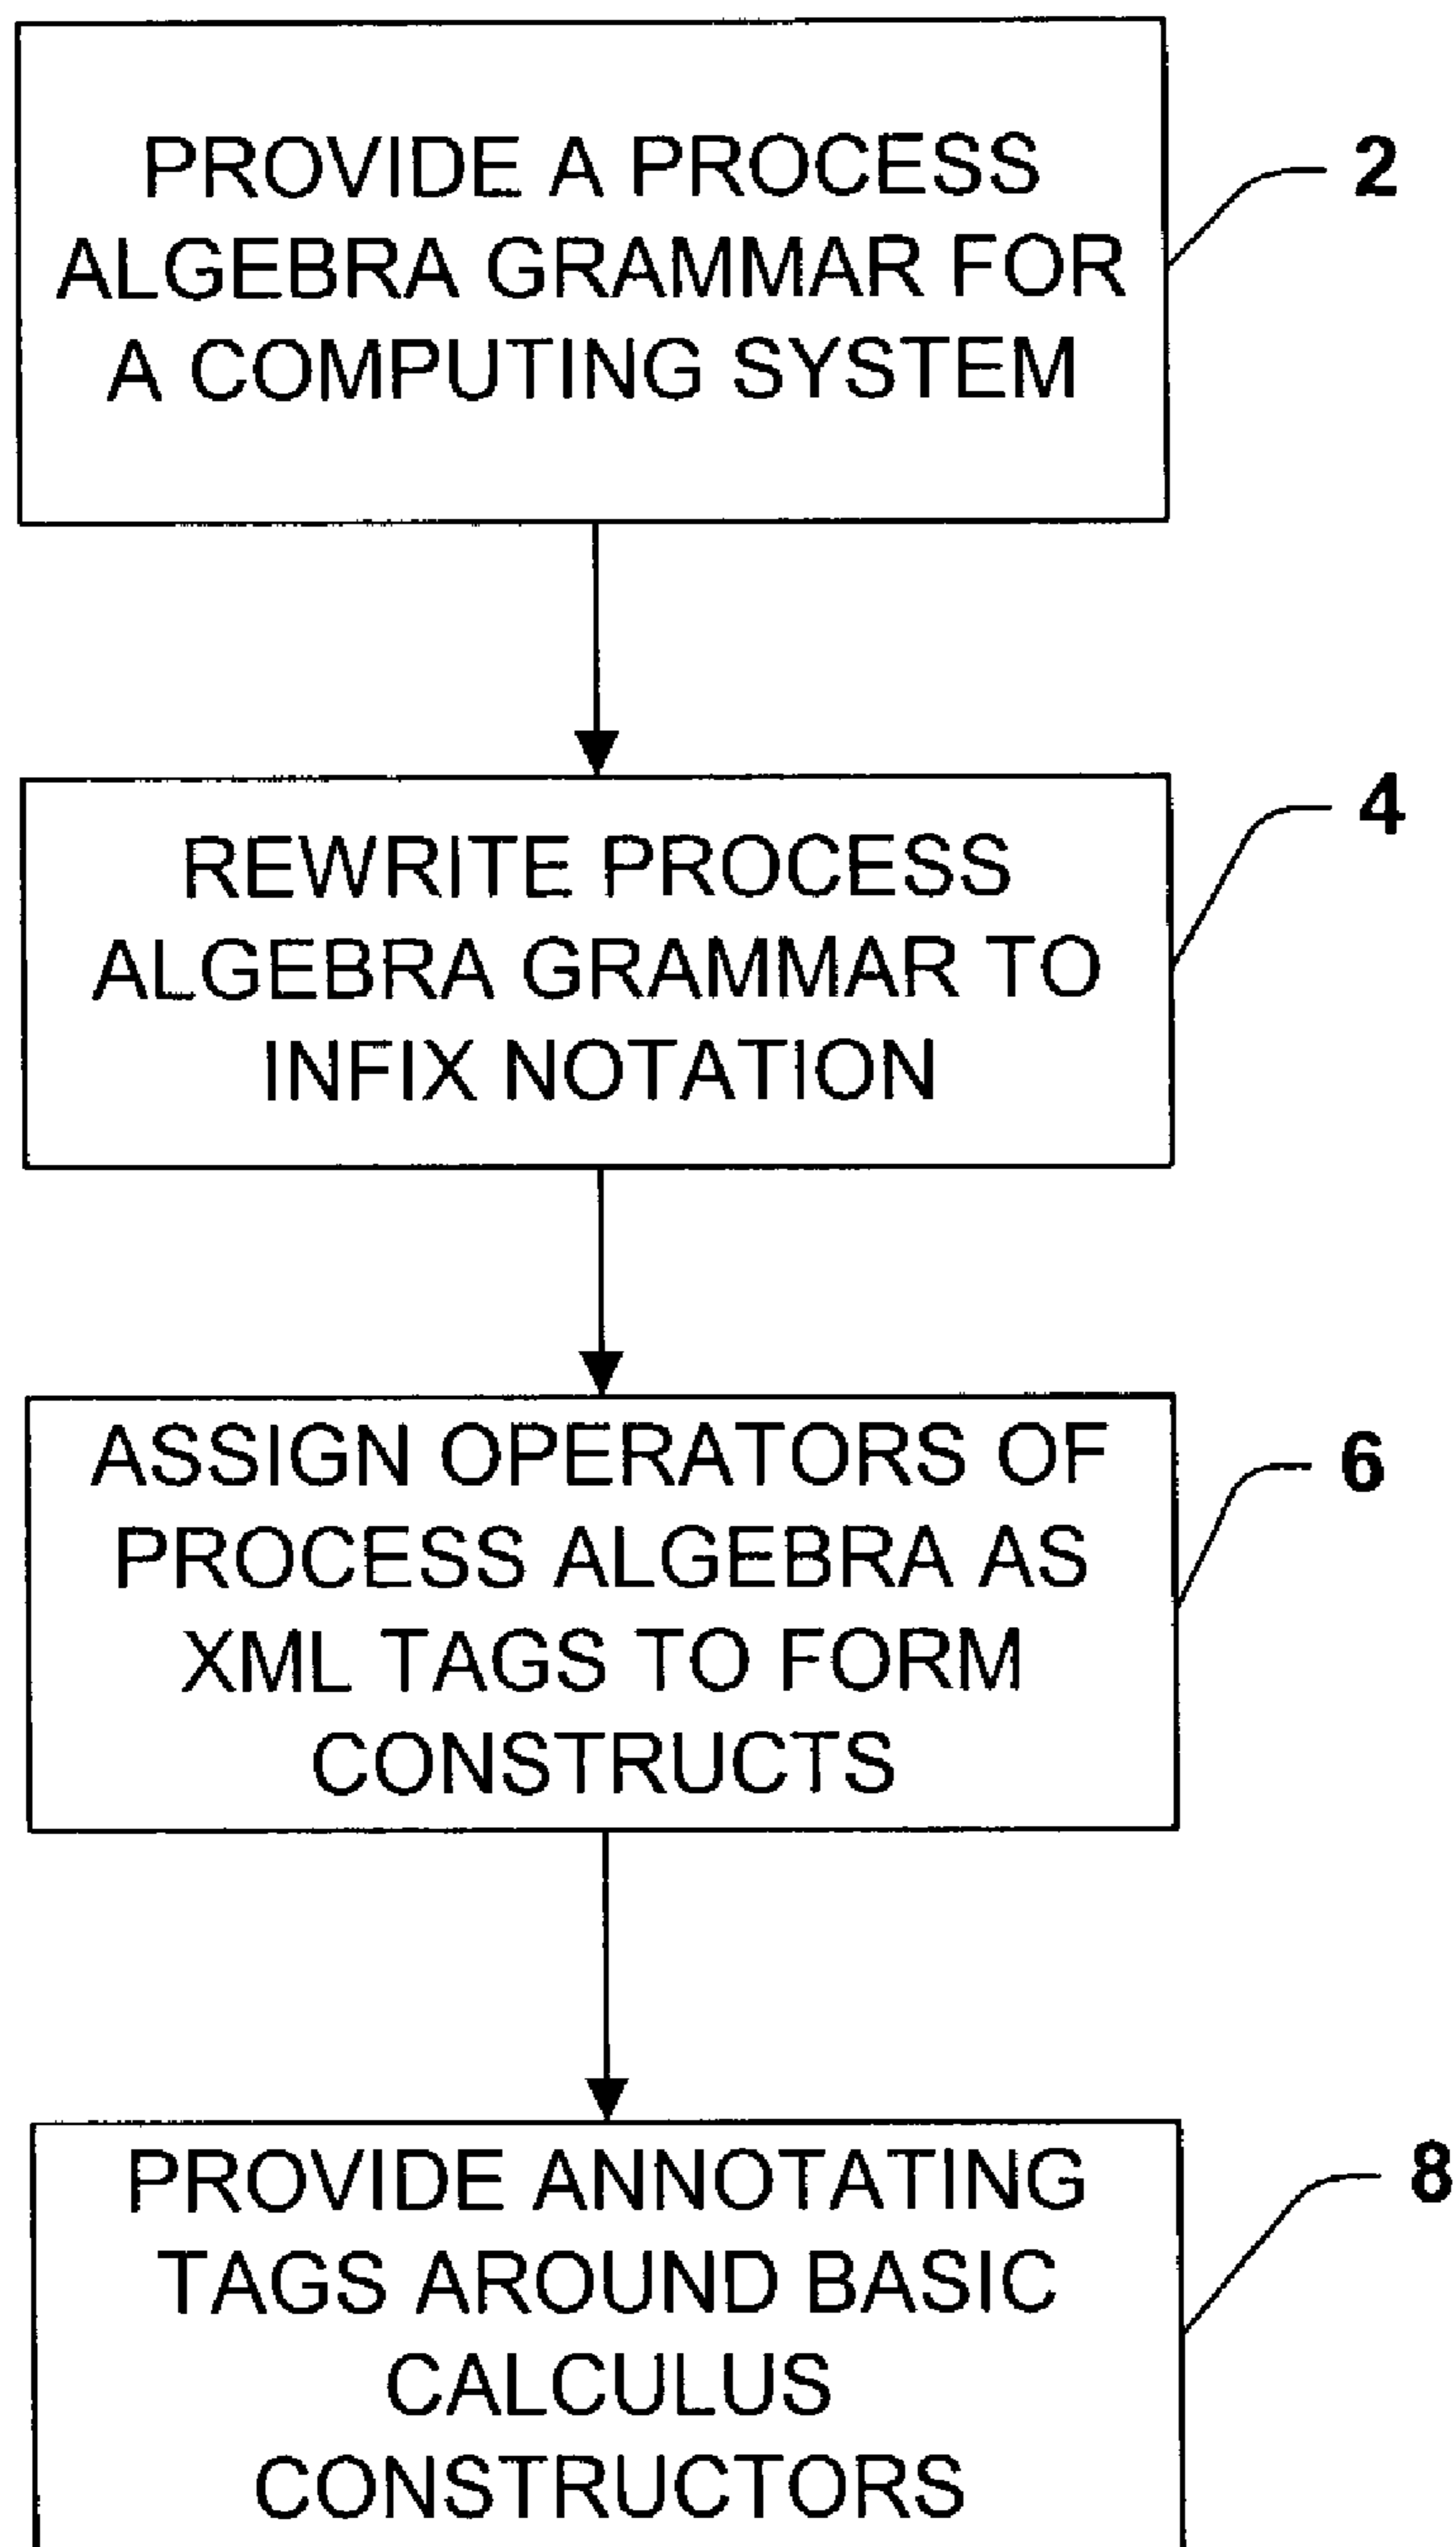 PROVIDE A PROCESS
ALGEBRA GRAMMAR FOR
A COMPUTING SYSTEM
2
REWRITE PROCESS
ALGEBRA GRAMMAR TO
INFIX NOTATION
4
ASSIGN OPERATORS OF
PROCESS ALGEBRA AS
XML TAGS TO FORM
CONSTRUCTS
6
PROVIDE ANNOTATING
TAGS AROUND BASIC
CALCULUS
CONSTRUCTORS
8